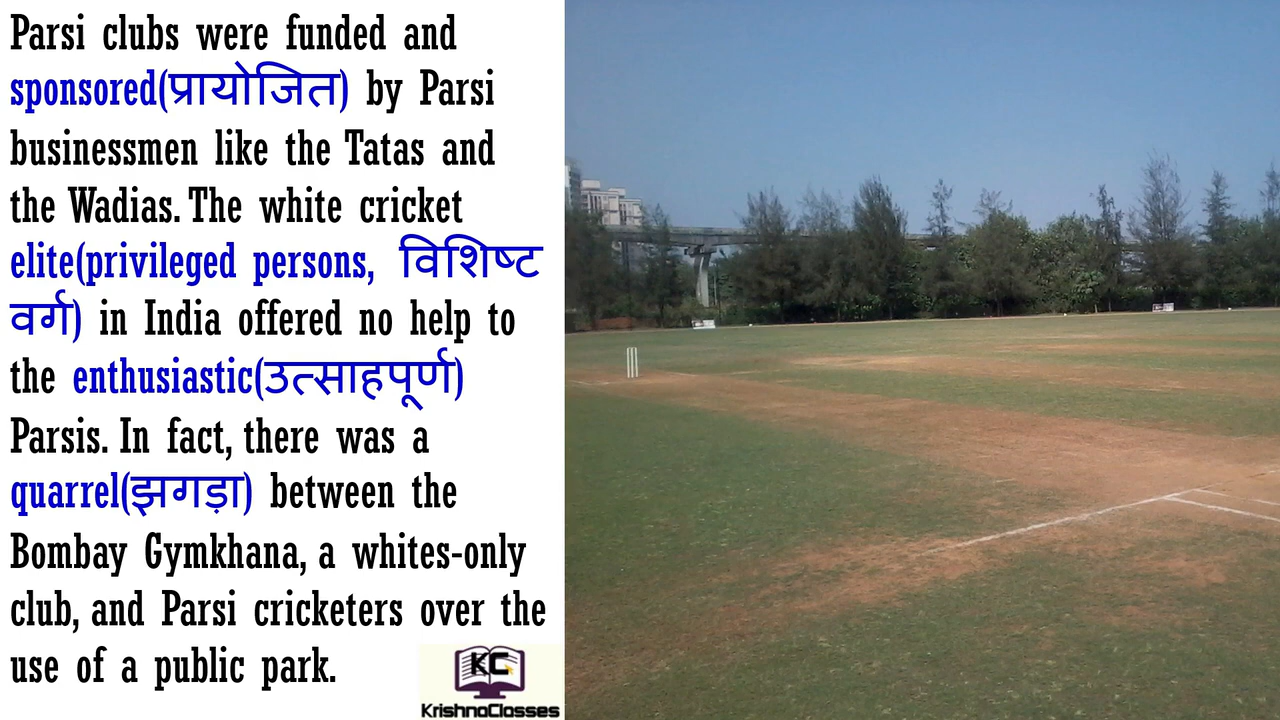 Parsi clubs were funded and
sponsored(प्रायोजित) by Parsi
businessmen like the Tatas and
the Wadias. The white cricket
elite(privileged persons, विशिष्ट
वर्ग) in India offered no help to
the enthusiastic(उत्साहपूर्ण)
Parsis. In fact, there was a
quarrel(झगड़ा) between the
Bombay Gymkhana, a whites-only
club, and Parsi cricketers over the
use of a public park.
KC
KrishnaClasses